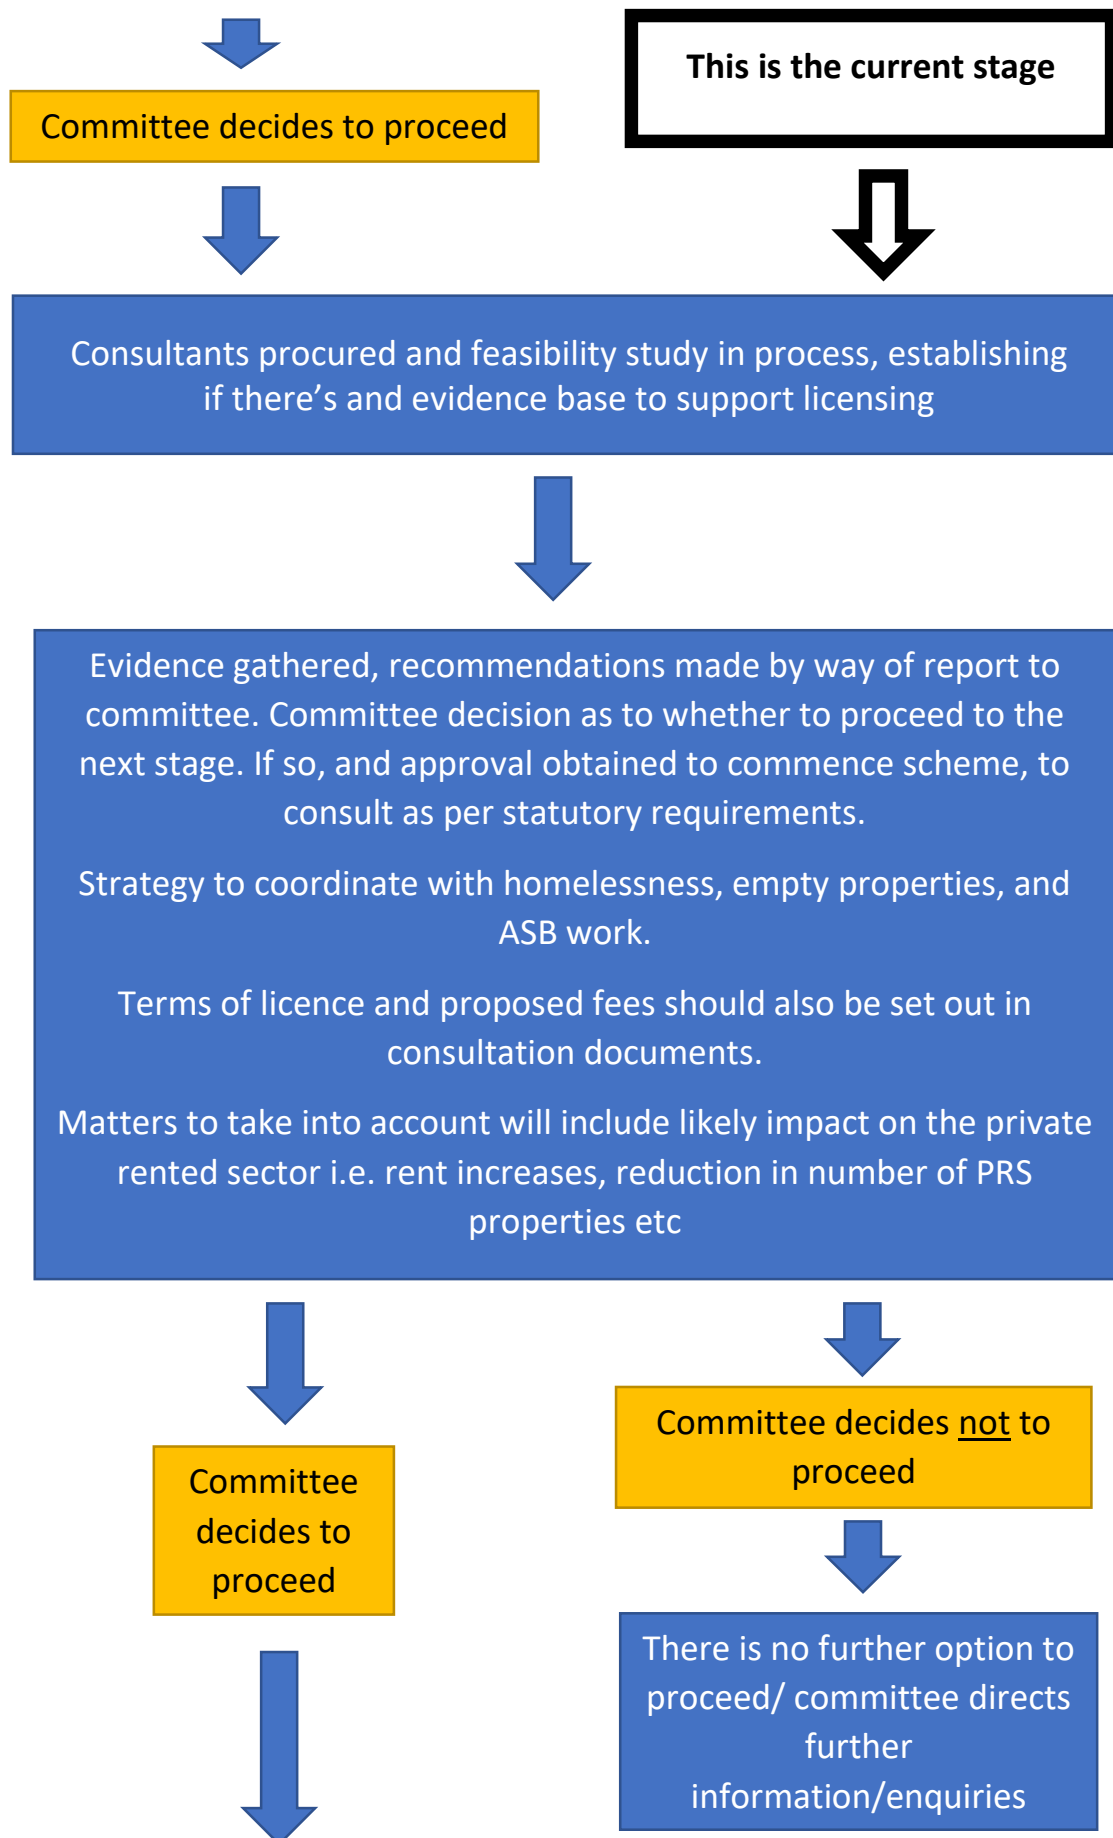 This is the current stage
Committee decides to proceed
Consultants procured and feasibility study in process, establishing
if there’s and evidence base to support licensing
Evidence gathered, recommendations made by way of report to
committee. Committee decision as to whether to proceed to the
next stage. If so, and approval obtained to commence scheme, to
consult as per statutory requirements.
Strategy to coordinate with homelessness, empty properties, and
ASB work.
Terms of licence and proposed fees should also be set out in
consultation documents.
Matters to take into account will include likely impact on the private
rented sector i.e. rent increases, reduction in number of PRS
properties etc
Committee
decides to
proceed
Committee decides not to
proceed
There is no further option to
proceed/ committee directs
further
information/enquiries